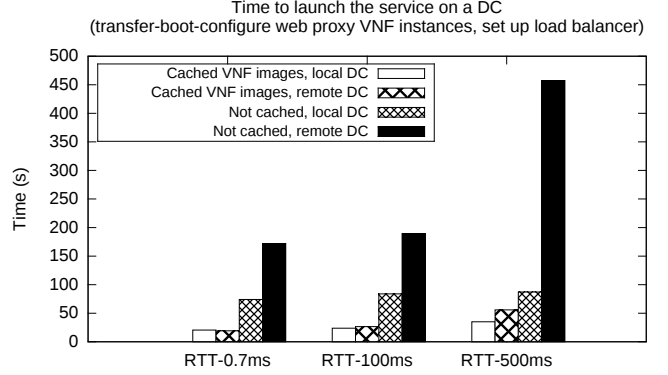 Time to launch the service on a DC
(transfer-boot-configure web proxy VNF instances, set up load balancer)
500
450
400
350
300
250
200
150
100
50
0
Time (s)
Cached VNF images, local DC
Cached VNF images, remote DC
Not cached, local DC
Not cached, remote DC
RTT-0.7ms
RTT-100ms
RTT-500ms